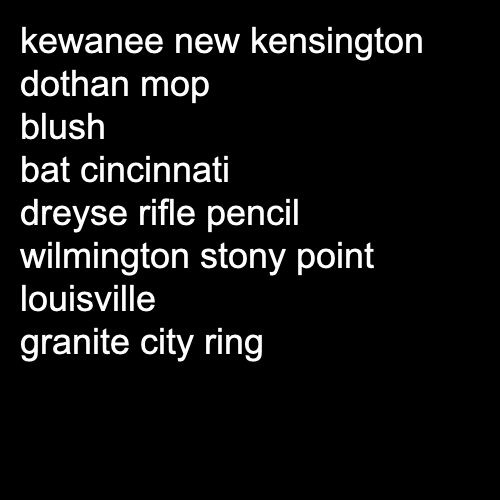 kewanee new kensington
dothan mop
blush
bat cincinnati
dreyse rifle pencil
wilmington stony point
louisville
granite city ring